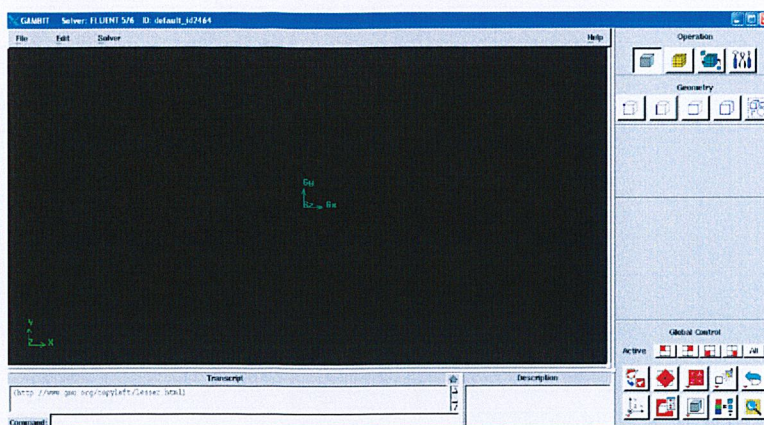 GAMBIT Solver: FLUENT 5/6 ID: default_id2464
File Edit Solver Help
Operation
Geometry
Gy
Gz Gx
Y
Z X
Global Control
Active All
Transcript Description
(http://www.gnu.org/copyleft/lesser.html)
Command: